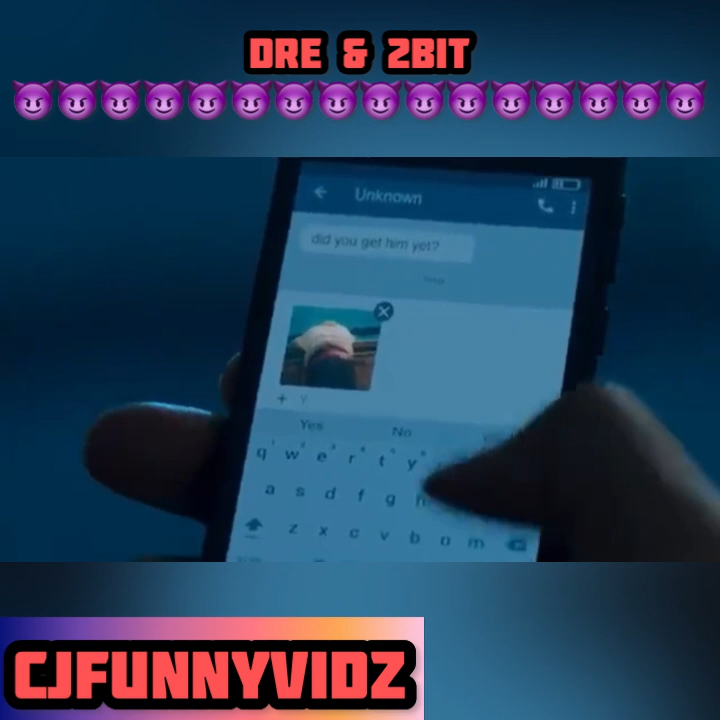 DRE & 2BIT
Unknown
did you get him yet?
+ Y
Yes No
q w e r t y
a s d f g h
z x c v b n m
CJFUNNYVIDZ